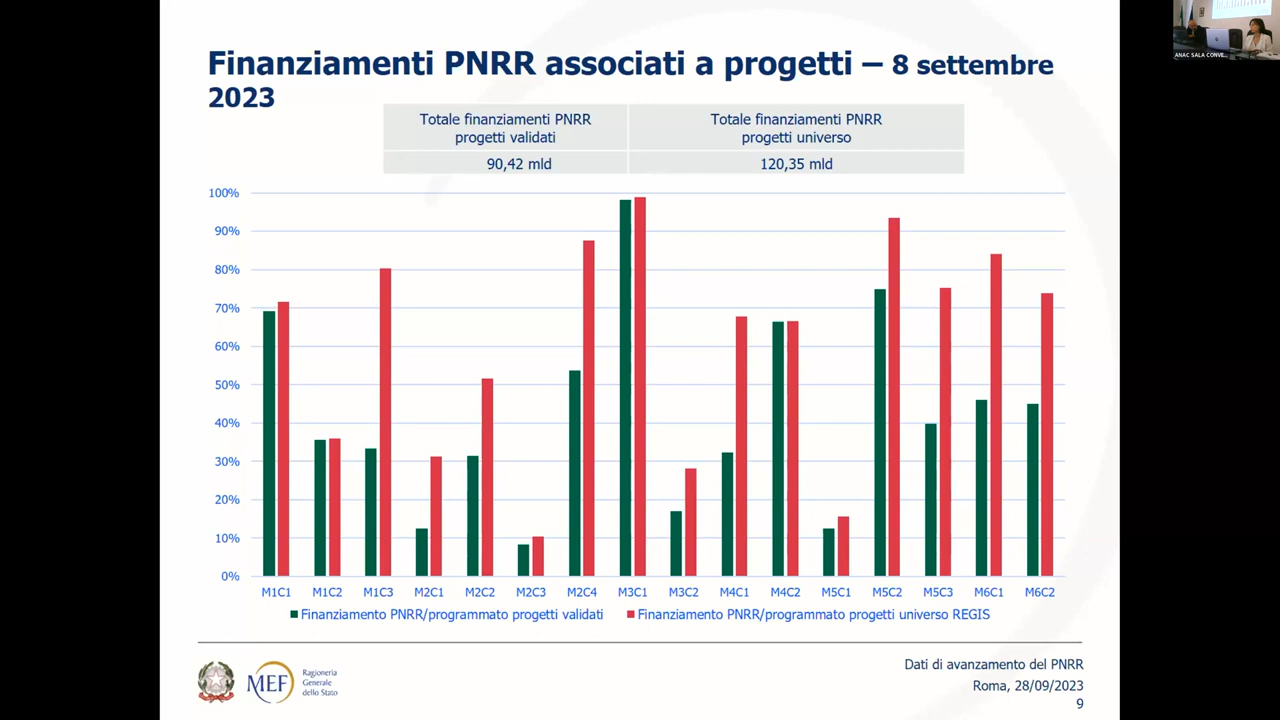 Finanziamenti PNRR associati a progetti – 8 settembre
2023
Totale finanziamenti PNRR
progetti validati
Totale finanziamenti PNRR
progetti universo
90,42 mld
120,35 mld
100%
90%
80%
70%
60%
50%
40%
30%
20%
10%
0%
M1C1 M1C2 M1C3 M2C1 M2C2 M2C3 M2C4 M3C1 M3C2 M4C1 M4C2 M5C1 M5C2 M5C3 M6C1 M6C2
Finanziamento PNRR/programmato progetti validati
Finanziamento PNRR/programmato progetti universo REGIS
MEF
Ragioneria
Generale
dello Stato
Dati di avanzamento del PNRR
Roma, 28/09/2023
9
ANAC SALA CONVE...